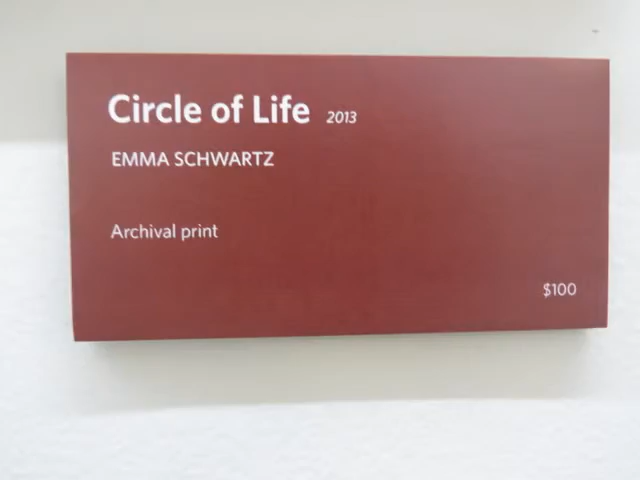 Circle of Life 2013
EMMA SCHWARTZ
Archival print
$100